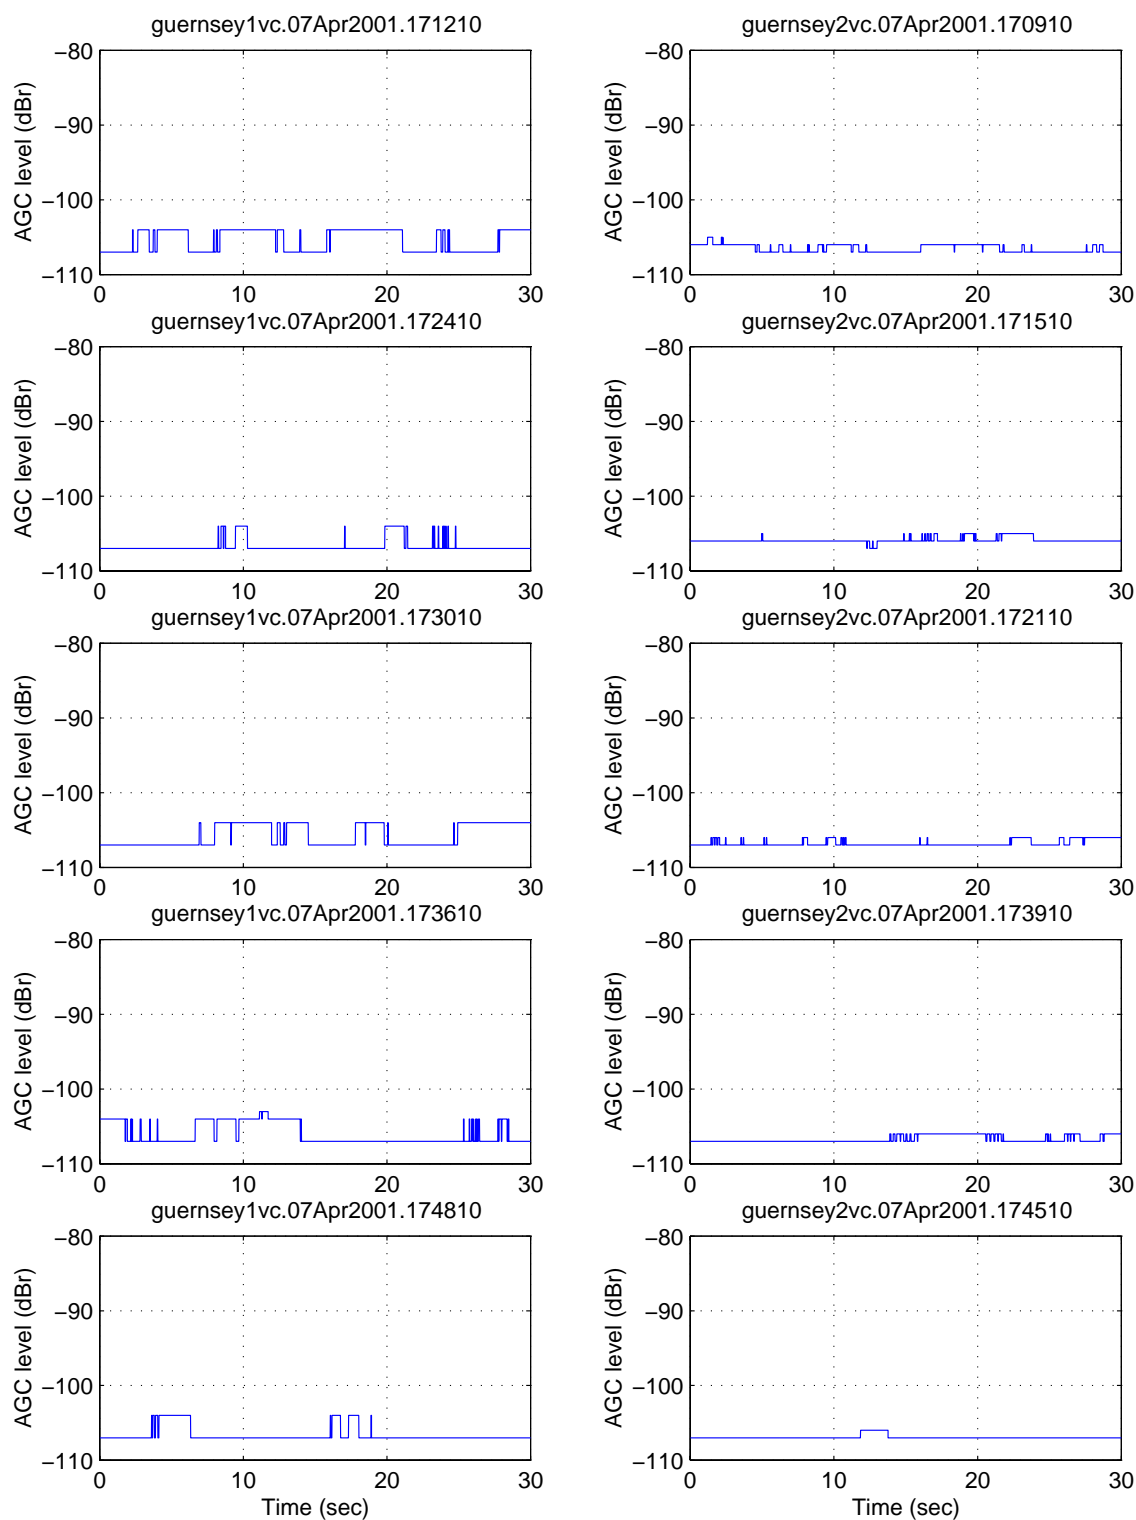 guernsey1vc.07Apr2001.171210
−80
−90
−100
−110
AGC level (dBr)
0 10 20 30
guernsey2vc.07Apr2001.170910
−80
−90
−100
−110
AGC level (dBr)
0 10 20 30
guernsey1vc.07Apr2001.172410
−80
−90
−100
−110
AGC level (dBr)
0 10 20 30
guernsey2vc.07Apr2001.171510
−80
−90
−100
−110
AGC level (dBr)
0 10 20 30
guernsey1vc.07Apr2001.173010
−80
−90
−100
−110
AGC level (dBr)
0 10 20 30
guernsey2vc.07Apr2001.172110
−80
−90
−100
−110
AGC level (dBr)
0 10 20 30
guernsey1vc.07Apr2001.173610
−80
−90
−100
−110
AGC level (dBr)
0 10 20 30
guernsey2vc.07Apr2001.173910
−80
−90
−100
−110
AGC level (dBr)
0 10 20 30
guernsey1vc.07Apr2001.174810
−80
−90
−100
−110
AGC level (dBr)
0 10 20 30
Time (sec)
guernsey2vc.07Apr2001.174510
−80
−90
−100
−110
AGC level (dBr)
0 10 20 30
Time (sec)